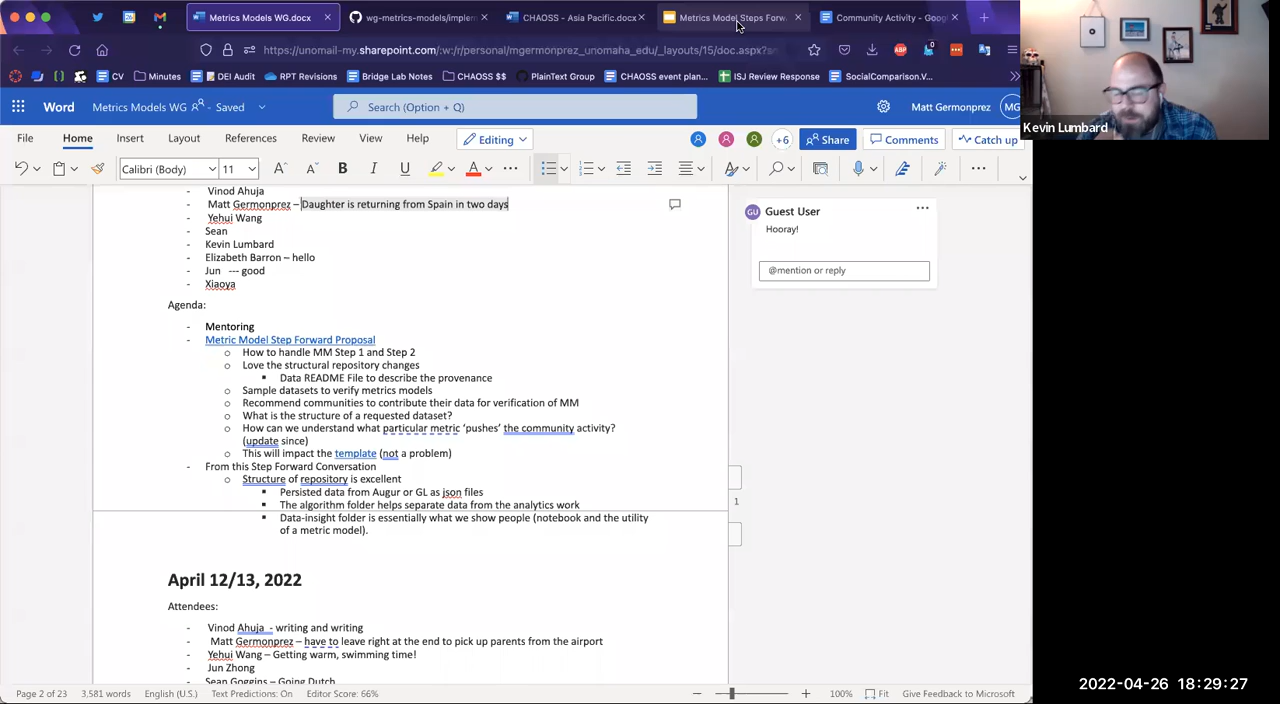 Metrics Models WG.docx
wg-metrics-models/implem
CHAOSS - Asia Pacific.docx
Metrics Model Steps Forw
Community Activity - Goog
https://unomail-my.sharepoint.com/:w:/r/personal/mgermonprez_unomaha_edu/_layouts/15/doc.aspx?so
CV
Minutes
DEI Audit
RPT Revisions
Bridge Lab Notes
CHAOSS $$
PlainText Group
CHAOSS event plan...
ISJ Review Response
SocialComparison.V...
Word
Metrics Models WG - Saved
Search (Option + Q)
Matt Germonprez
MG
File
Home
Insert
Layout
References
Review
View
Help
Editing
+6
Share
Comments
Catch up
Calibri (Body)
11
- Vinod Ahuja
- Matt Germonprez – Daughter is returning from Spain in two days
- Yehui Wang
- Sean
- Kevin Lumbard
- Elizabeth Barron – hello
- Jun --- good
- Xiaoya
Agenda:
- Mentoring
- Metric Model Step Forward Proposal
o How to handle MM Step 1 and Step 2
o Love the structural repository changes
▪ Data README File to describe the provenance
o Sample datasets to verify metrics models
o Recommend communities to contribute their data for verification of MM
o What is the structure of a requested dataset?
o How can we understand what particular metric ‘pushes’ the community activity?
(update since)
o This will impact the template (not a problem)
- From this Step Forward Conversation
o Structure of repository is excellent
▪ Persisted data from Augur or GL as json files
▪ The algorithm folder helps separate data from the analytics work
▪ Data-insight folder is essentially what we show people (notebook and the utility
of a metric model).
April 12/13, 2022
Attendees:
- Vinod Ahuja - writing and writing
- Matt Germonprez – have to leave right at the end to pick up parents from the airport
- Yehui Wang – Getting warm, swimming time!
- Jun Zhong
- Sean Goggins – Going Dutch
GU Guest User
Hooray!
@mention or reply
1
Page 2 of 23
3,581 words
English (U.S.)
Text Predictions: On
Editor Score: 66%
100%
Fit
Give Feedback to Microsoft
Kevin Lumbard
2022-04-26 18:29:27